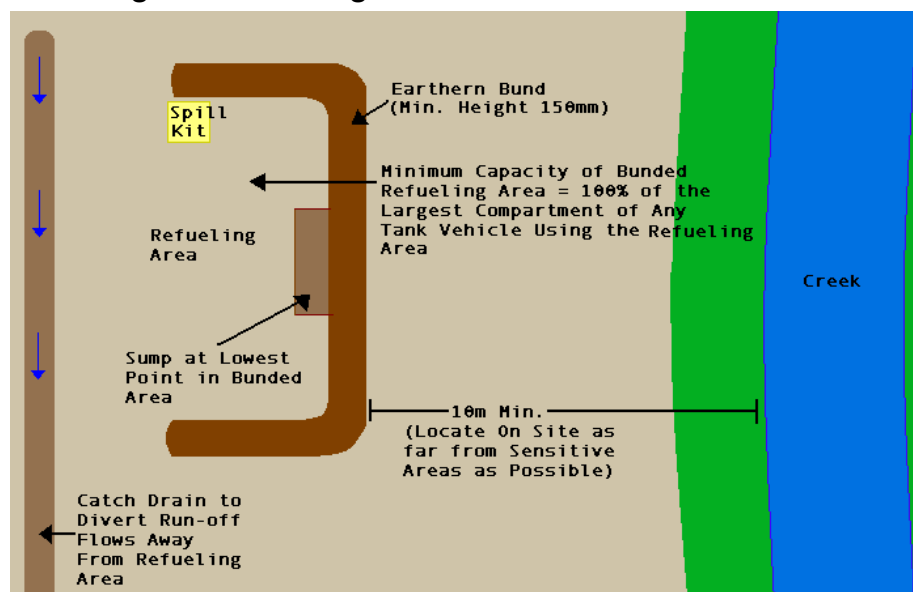 Earthern Bund
(Min. Height 150mm)
Spill
Kit
Minimum Capacity of Bunded
Refueling Area = 100% of the
Largest Compartment of Any
Tank Vehicle Using the Refueling
Area
Refueling
Area
Creek
Sump at Lowest
Point in Bunded
Area
10m Min.
(Locate On Site as
far from Sensitive
Areas as Possible)
Catch Drain to
Divert Run-off
Flows Away
From Refueling
Area